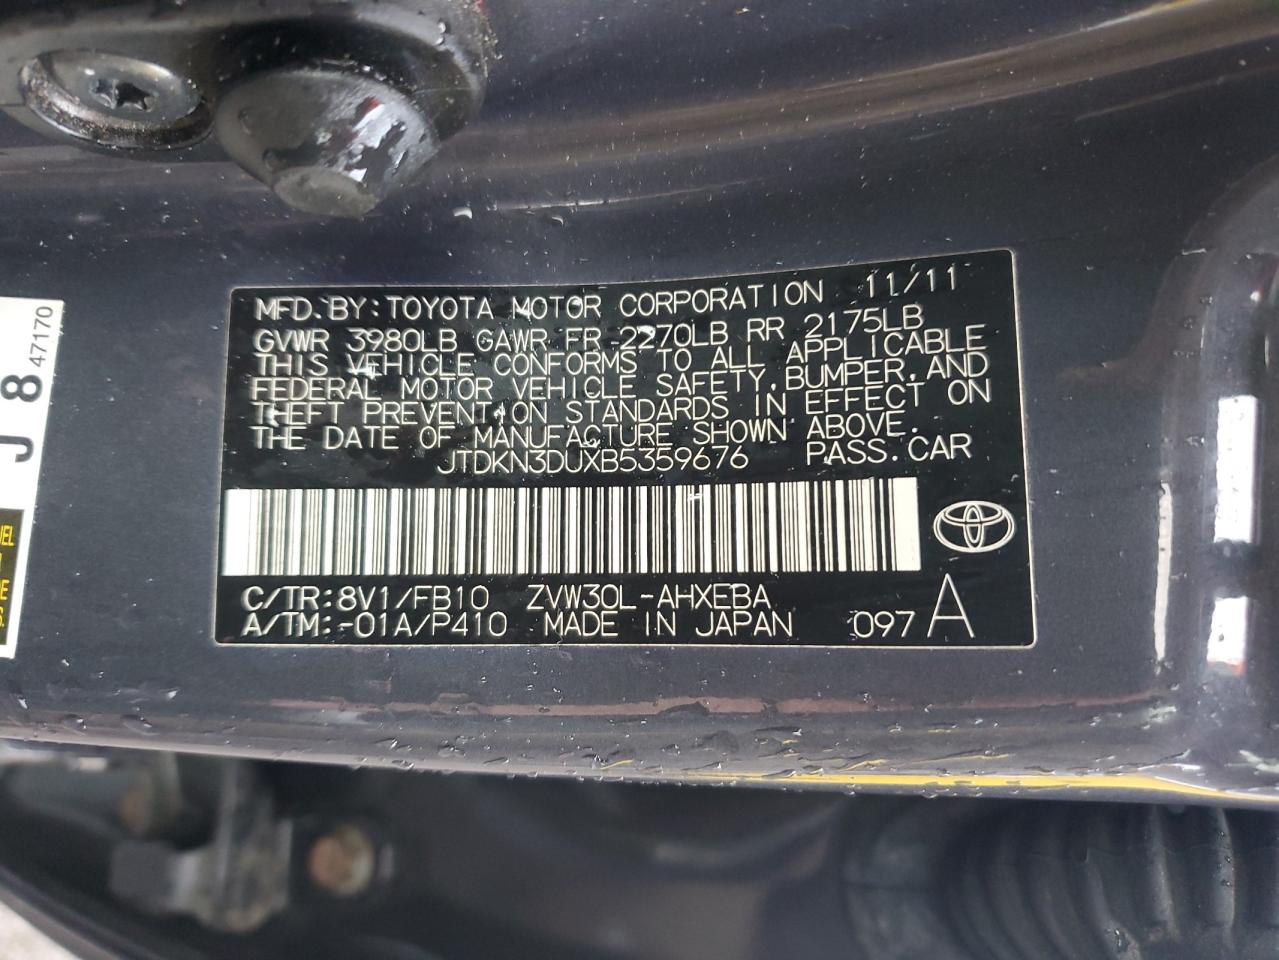 MFD. BY: TOYOTA MOTOR CORPORATION 11/11
GVWR 3980LB GAWR FR 2270LB RR 2175LB
THIS VEHICLE CONFORMS TO ALL APPLICABLE
FEDERAL MOTOR VEHICLE SAFETY, BUMPER, AND
THEFT PREVENTION STANDARDS IN EFFECT ON
THE DATE OF MANUFACTURE SHOWN ABOVE.
JTDKN3DUXB5359676 PASS. CAR
C/TR: 8V1/FB10 ZVW30L-AHXEBA
A/TM: -01A/P410 MADE IN JAPAN 097 A
J 8 47170